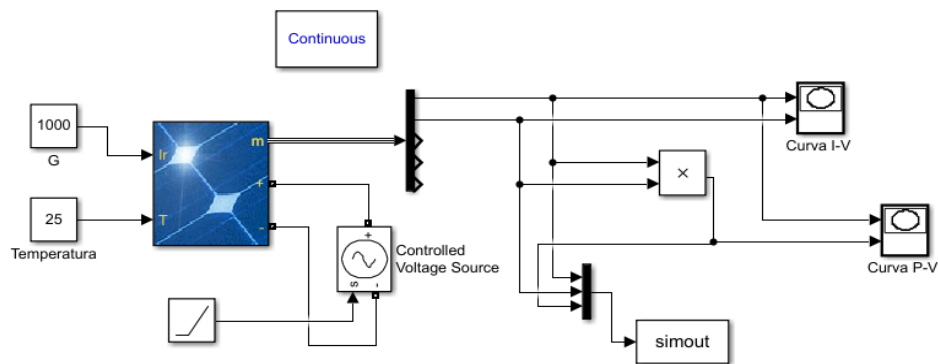 Continuous
1000
G
Ir
m
+
T
-
25
Temperatura
+
s
-
Controlled
Voltage Source
×
Curva I-V
Curva P-V
simout